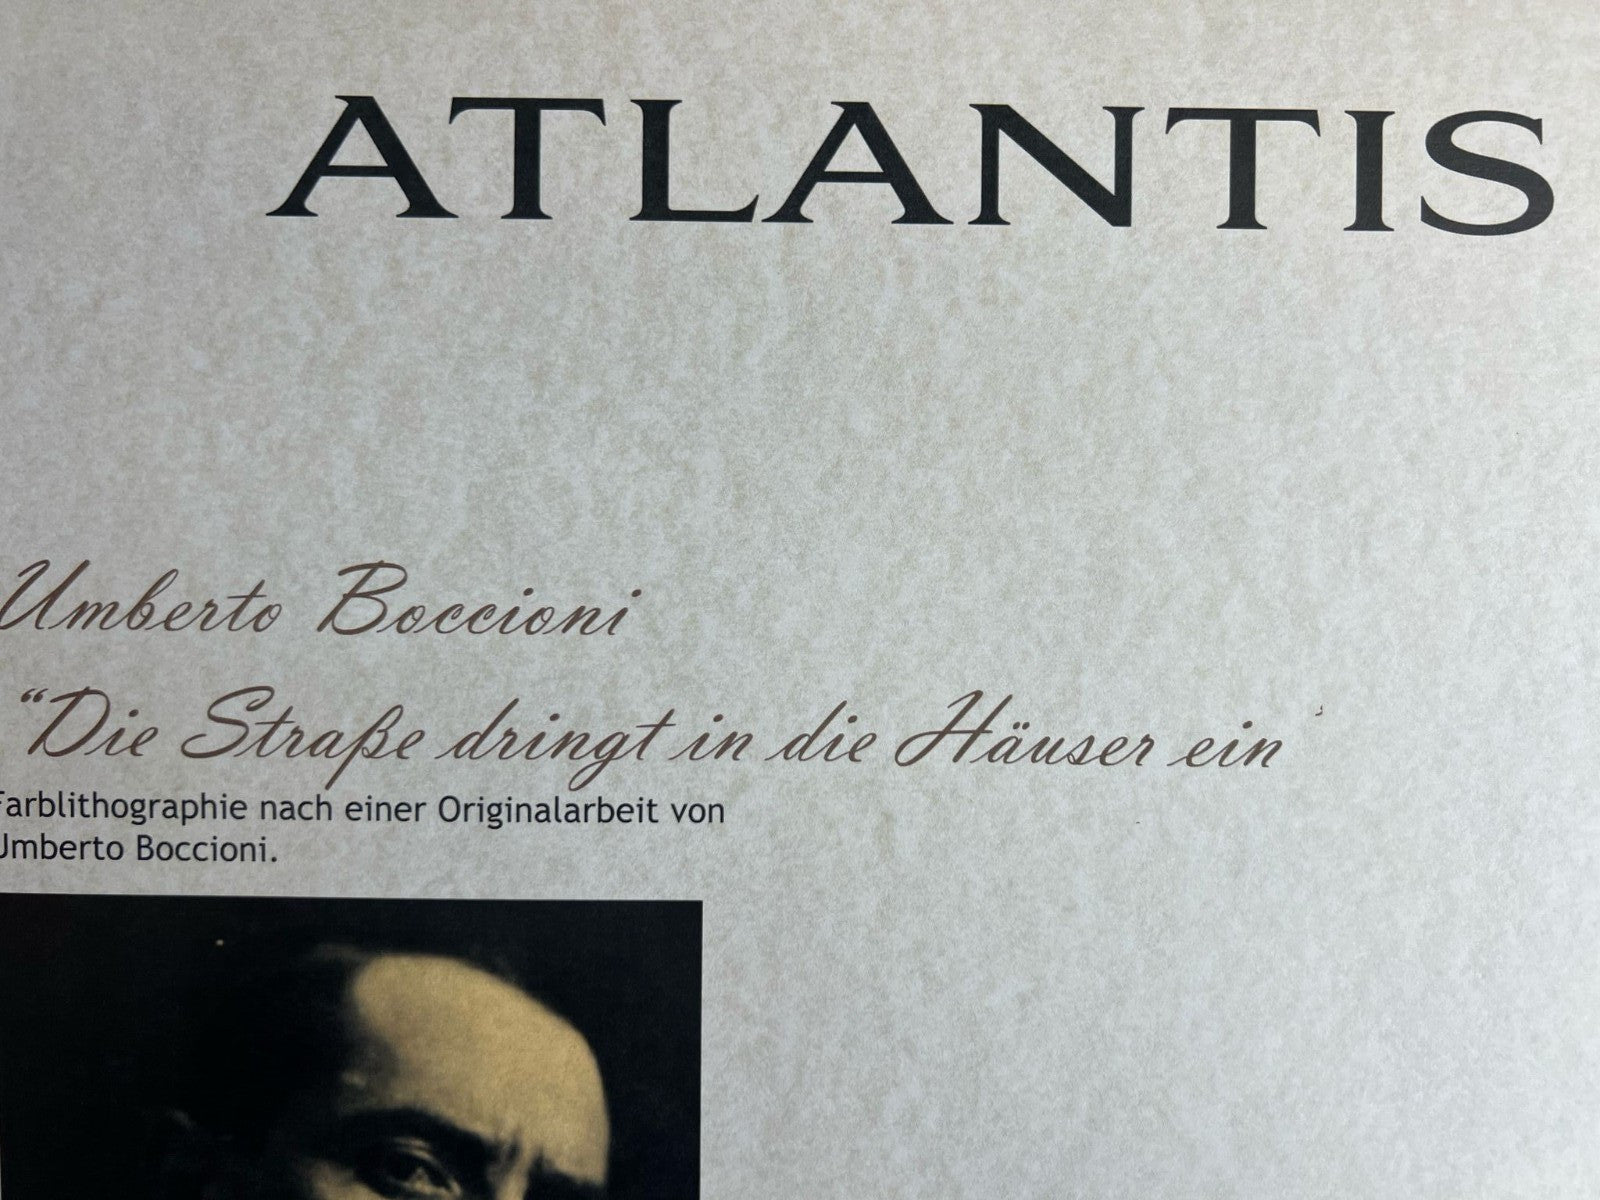 ATLANTIS
Umberto Boccioni
“Die Straße dringt in die Häuser ein
Farblithographie nach einer Originalarbeit von
Umberto Boccioni.